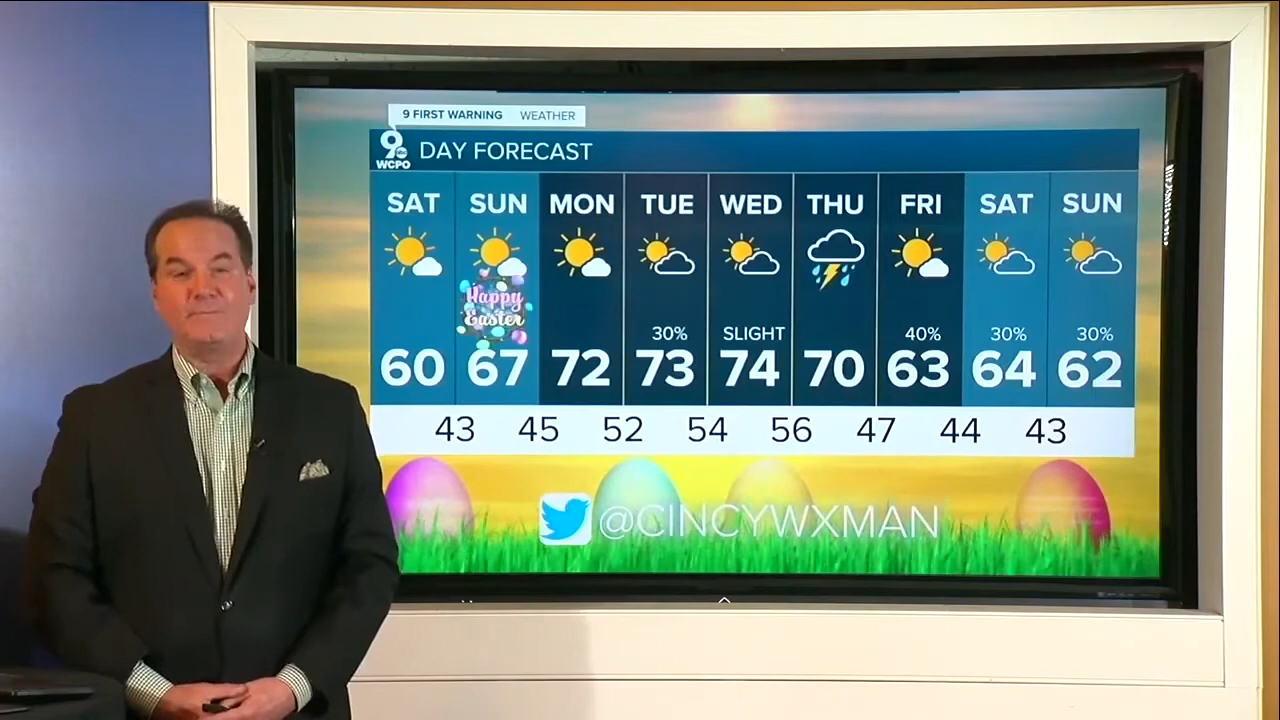 9 FIRST WARNING WEATHER
9 abc
WCPO
DAY FORECAST
SAT SUN MON TUE WED THU FRI SAT SUN
Happy
Easter
30% SLIGHT 40% 30% 30%
60 67 72 73 74 70 63 64 62
43 45 52 54 56 47 44 43
@CINCYWXMAN